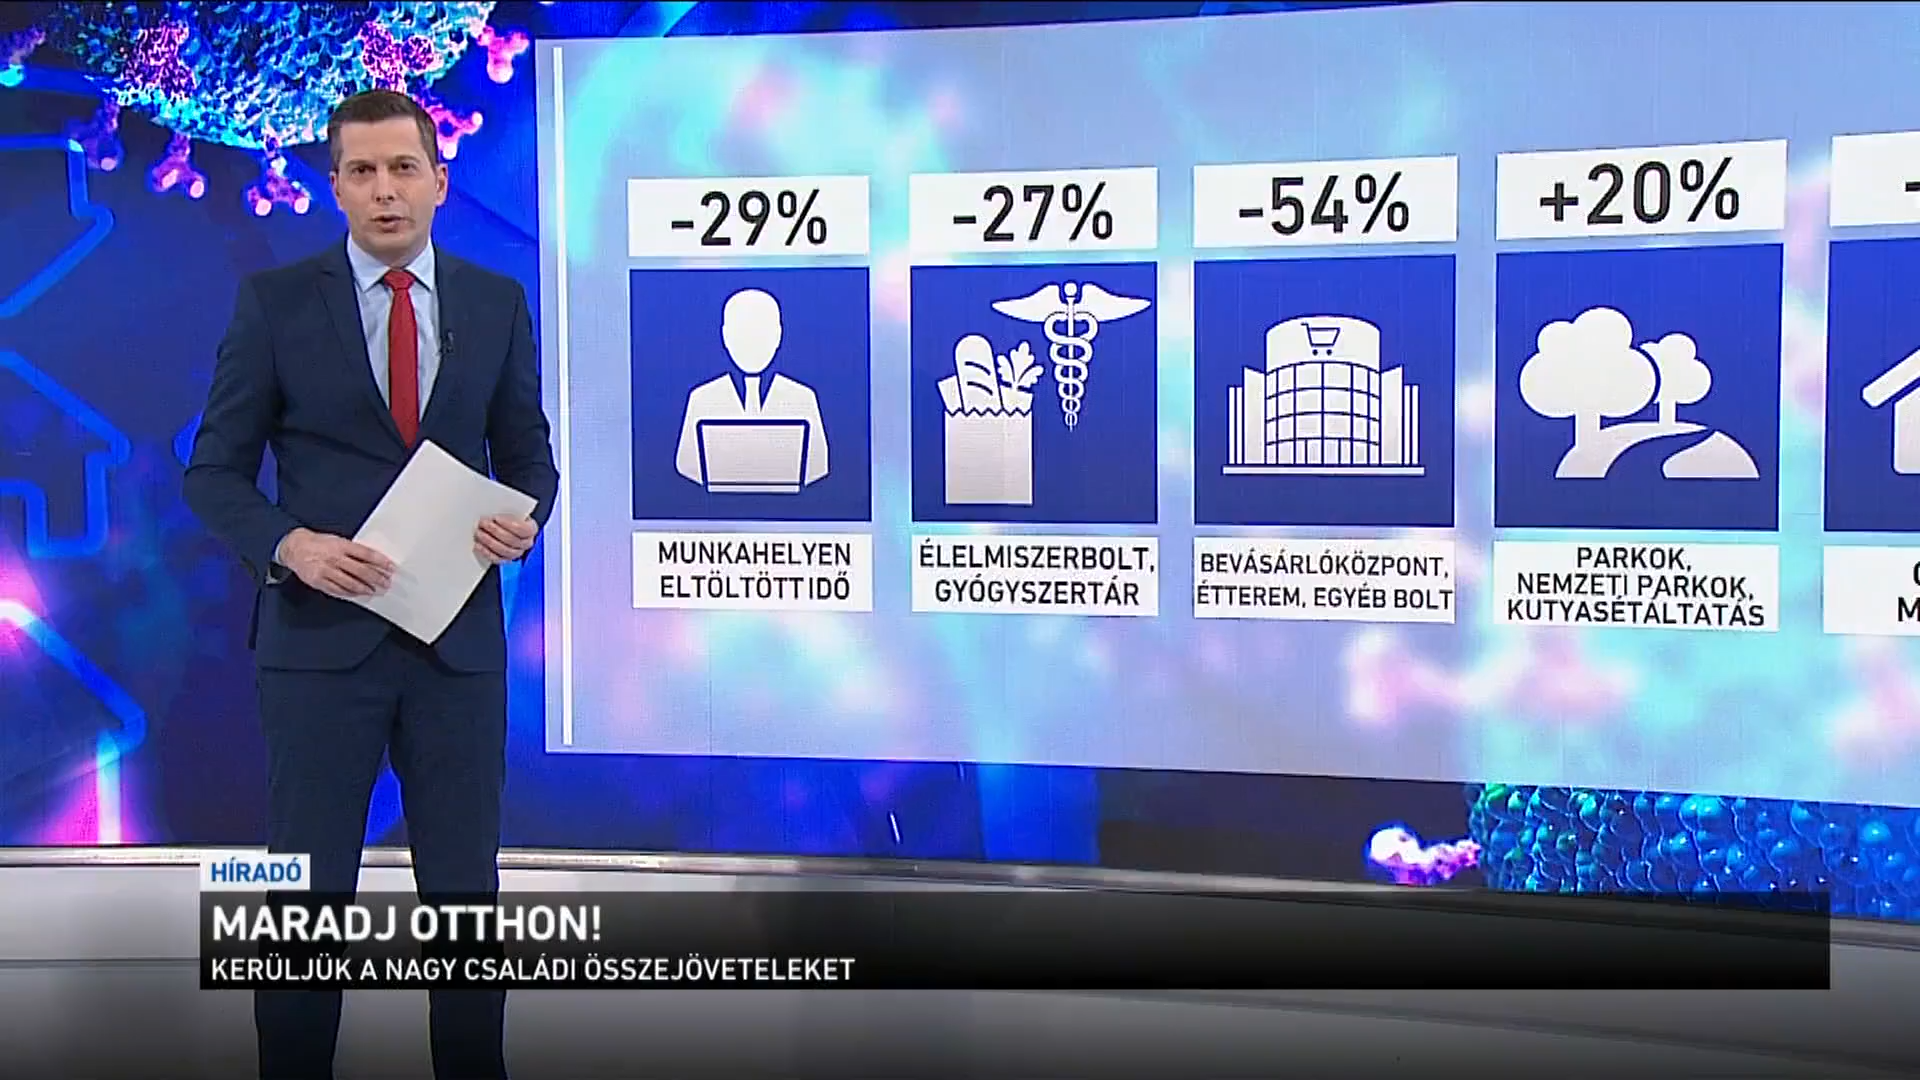 -29%
-27%
-54%
+20%
MUNKAHELYEN
ELTÖLTÖTT IDŐ
ÉLELMISZERBOLT,
GYÓGYSZERTÁR
BEVÁSÁRLÓKÖZPONT,
ÉTTEREM, EGYÉB BOLT
PARKOK,
NEMZETI PARKOK,
KUTYASÉTÁLTATÁS
HÍRADÓ
MARADJ OTTHON!
KERÜLJÜK A NAGY CSALÁDI ÖSSZEJÖVETELEKET